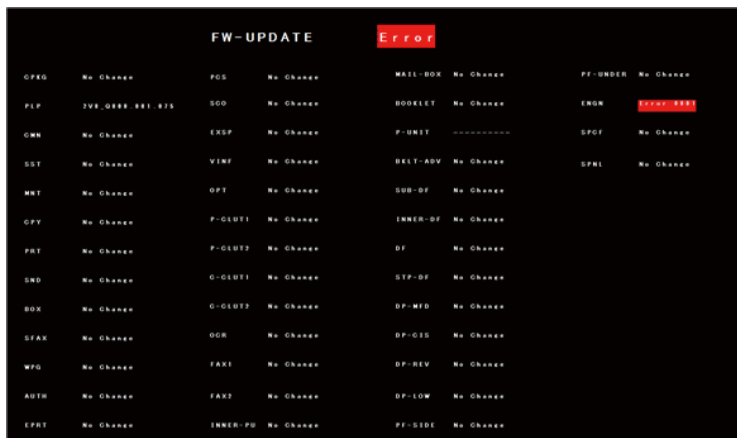 FW-UPDATE Error
CPKG No Change PCS No Change MAIL-BOX No Change PF-UNDER No Change
PLP 2V8_Q000.001.075 SCO No Change BOOKLET No Change ENGN Error 0001
CMN No Change EXSP No Change P-UNIT ---------- SPCF No Change
SST No Change VINF No Change BKLT-ADV No Change SPNL No Change
MNT No Change OPT No Change SUB-DF No Change
CPY No Change P-CLUT1 No Change INNER-DF No Change
PRT No Change P-CLUT2 No Change DF No Change
SND No Change C-CLUT1 No Change STP-DF No Change
BOX No Change C-CLUT2 No Change DP-MFD No Change
SFAX No Change OCR No Change DP-CIS No Change
WPG No Change FAX1 No Change DP-REV No Change
AUTH No Change FAX2 No Change DP-LOW No Change
EPRT No Change INNER-PU No Change PF-SIDE No Change